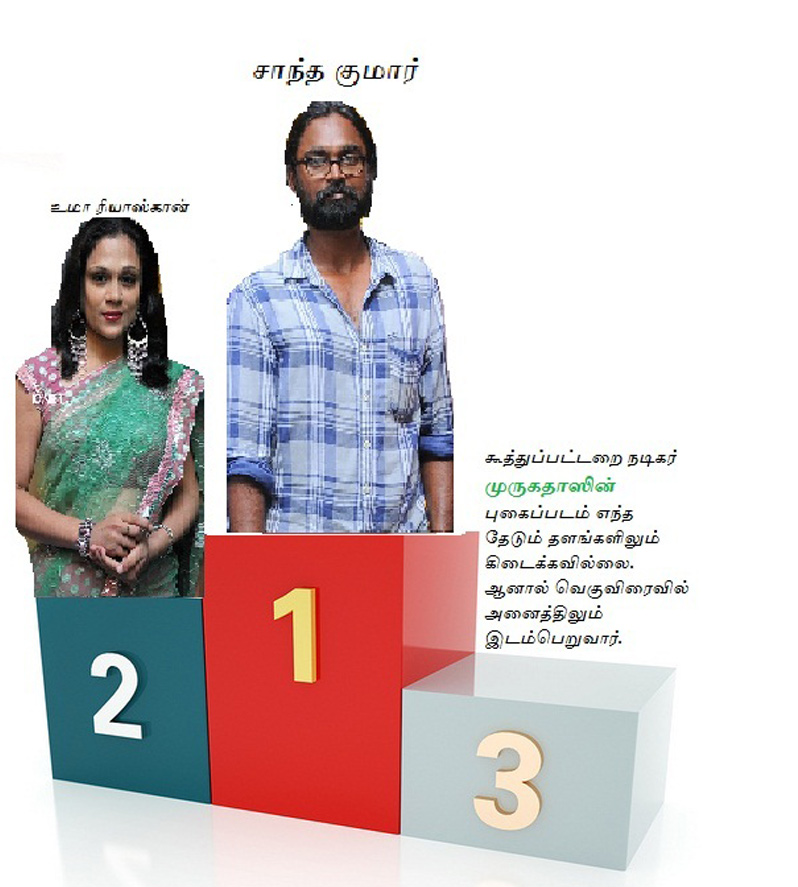 சாந்த குமார்
உமா ரியாஸ்கான்
கூத்துப்பட்டறை நடிகர்
முருகதாஸின்
புகைப்படம் எந்த
தேடும் தளங்களிலும்
கிடைக்கவில்லை.
ஆனால் வெகுவிரைவில்
அனைத்திலும்
இடம்பெறுவார்.
1
2
3